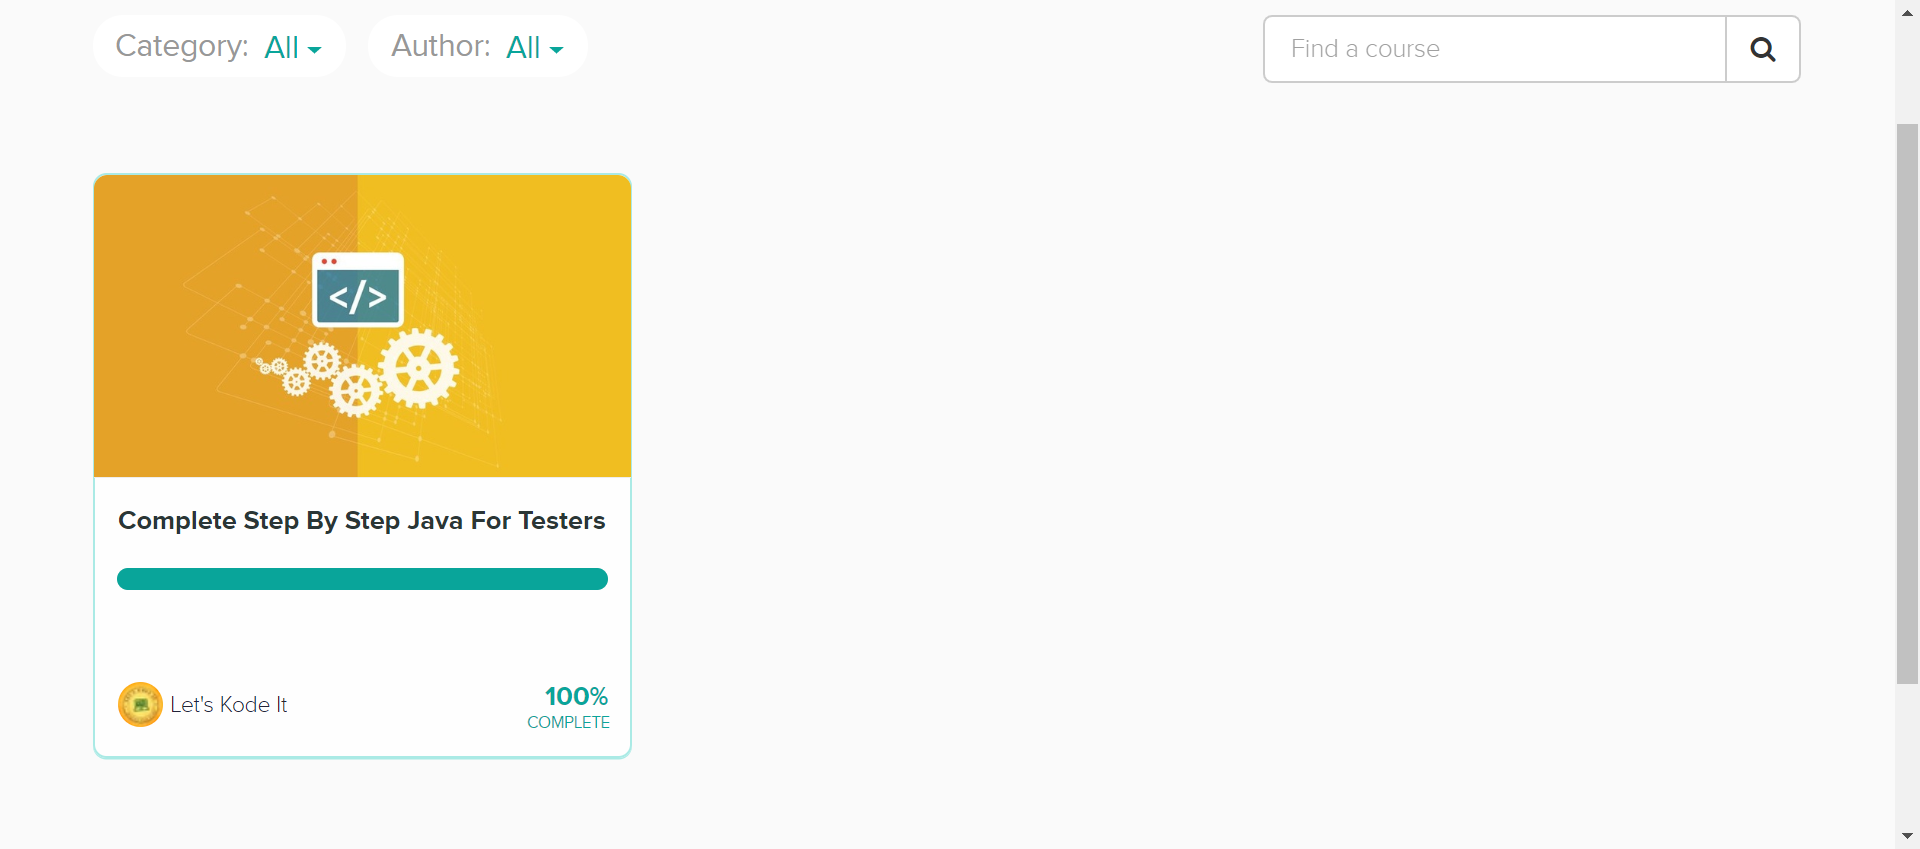 Category: All Author: All
Find a course
</>
Complete Step By Step Java For Testers
Let's Kode It
100%
COMPLETE